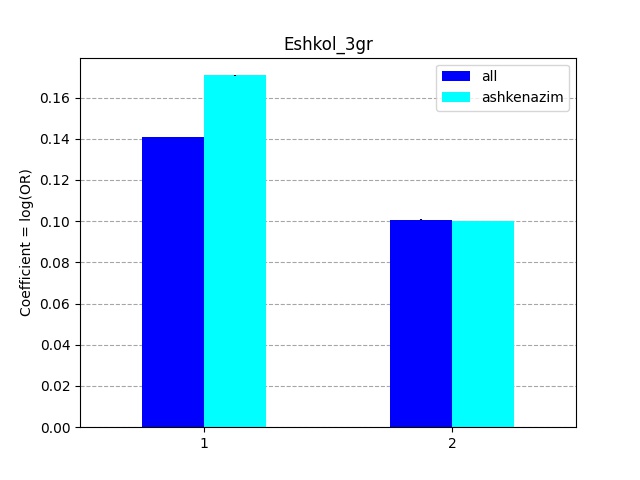 Eshkol_3gr
all
ashkenazim
Coefficient = log(OR)
0.16
0.14
0.12
0.10
0.08
0.06
0.04
0.02
0.00
1
2